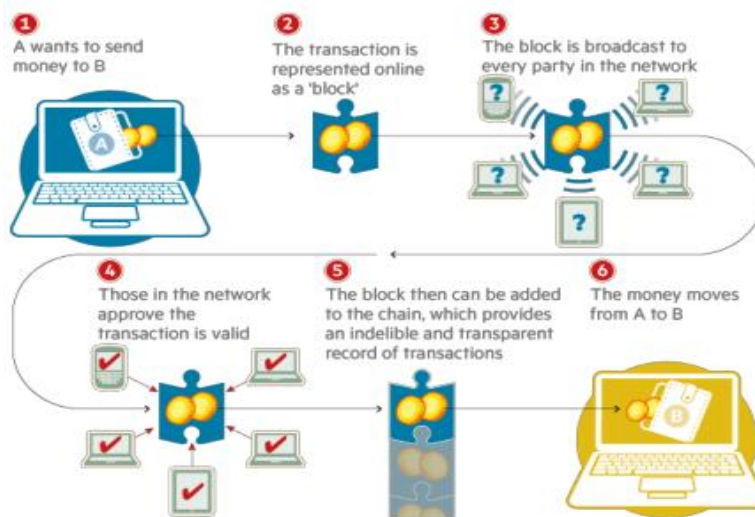 1
A wants to send
money to B
A
2
The transaction is
represented online
as a 'block'
3
The block is broadcast to
every party in the network
?
?
?
?
?
4
Those in the network
approve the
transaction is valid
5
The block then can be added
to the chain, which provides
an indelible and transparent
record of transactions
6
The money moves
from A to B
B